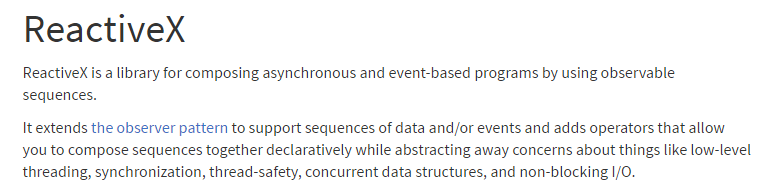 ReactiveX
ReactiveX is a library for composing asynchronous and event-based programs by using observable
sequences.
It extends the observer pattern to support sequences of data and/or events and adds operators that allow
you to compose sequences together declaratively while abstracting away concerns about things like low-level
threading, synchronization, thread-safety, concurrent data structures, and non-blocking I/O.